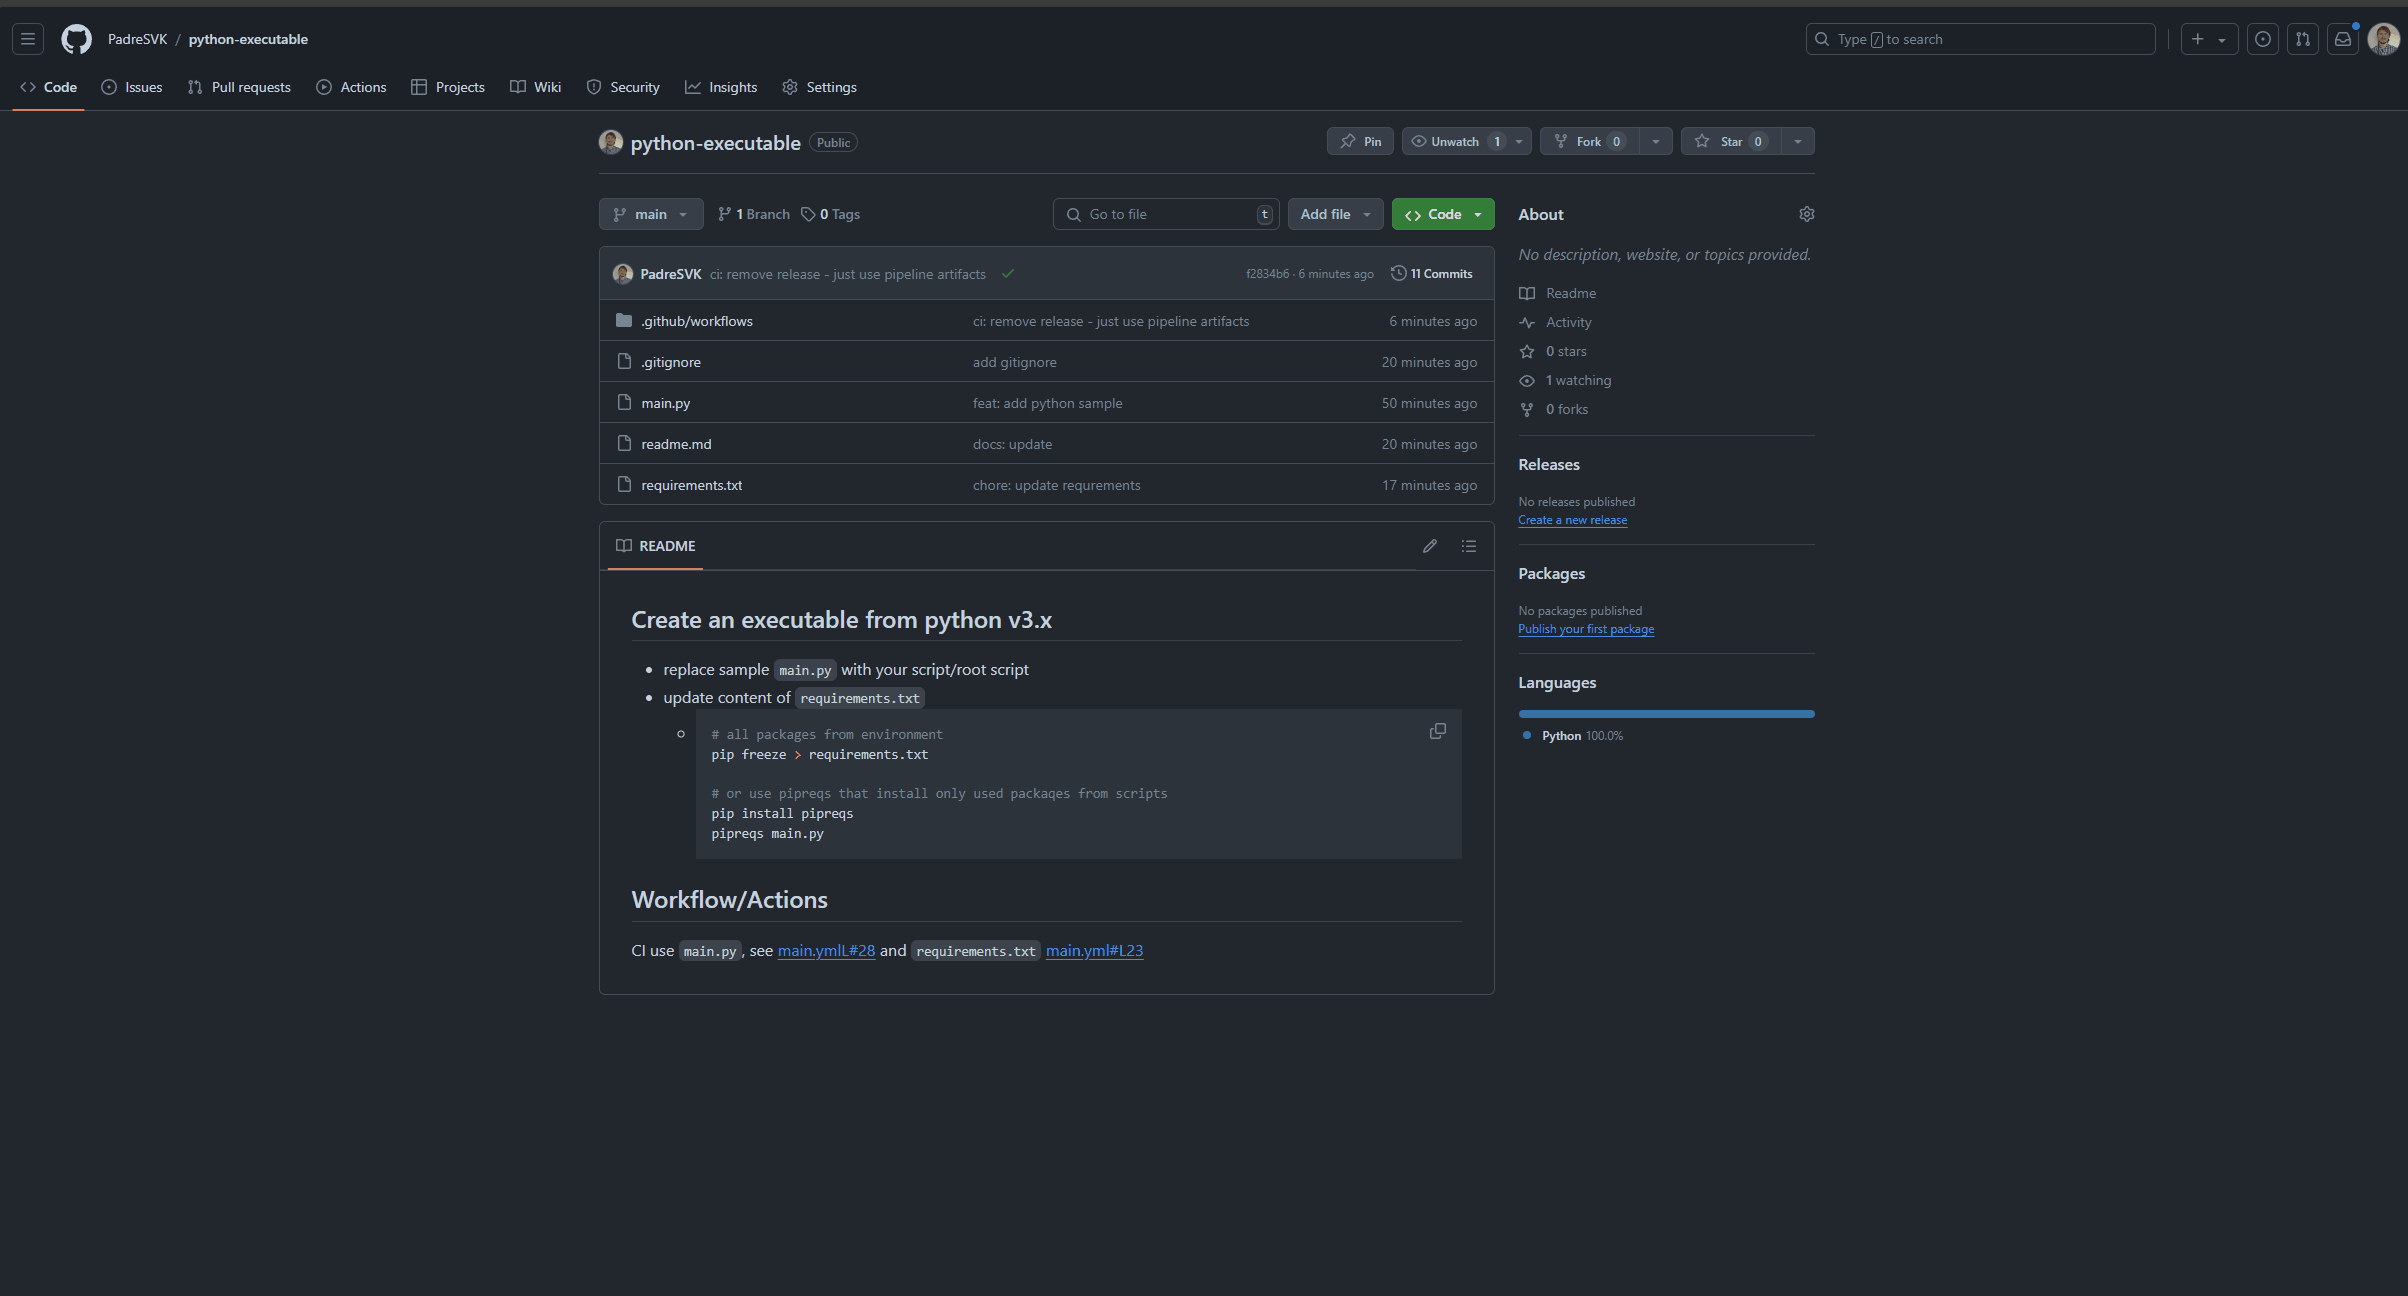 PadreSVK / python-executable
Type / to search
Code Issues Pull requests Actions Projects Wiki Security Insights Settings
python-executable Public
Pin Unwatch 1 Fork 0 Star 0
main 1 Branch 0 Tags Go to file t Add file Code
PadreSVK ci: remove release - just use pipeline artifacts f2834b6 · 6 minutes ago 11 Commits
.github/workflows ci: remove release - just use pipeline artifacts 6 minutes ago
.gitignore add gitignore 20 minutes ago
main.py feat: add python sample 50 minutes ago
readme.md docs: update 20 minutes ago
requirements.txt chore: update requrements 17 minutes ago
README
Create an executable from python v3.x
replace sample main.py with your script/root script
update content of requirements.txt
# all packages from environment
pip freeze > requirements.txt
# or use pipreqs that install only used packaqes from scripts
pip install pipreqs
pipreqs main.py
Workflow/Actions
CI use main.py, see main.ymlL#28 and requirements.txt main.yml#L23
About
No description, website, or topics provided.
Readme
Activity
0 stars
1 watching
0 forks
Releases
No releases published
Create a new release
Packages
No packages published
Publish your first package
Languages
Python 100.0%